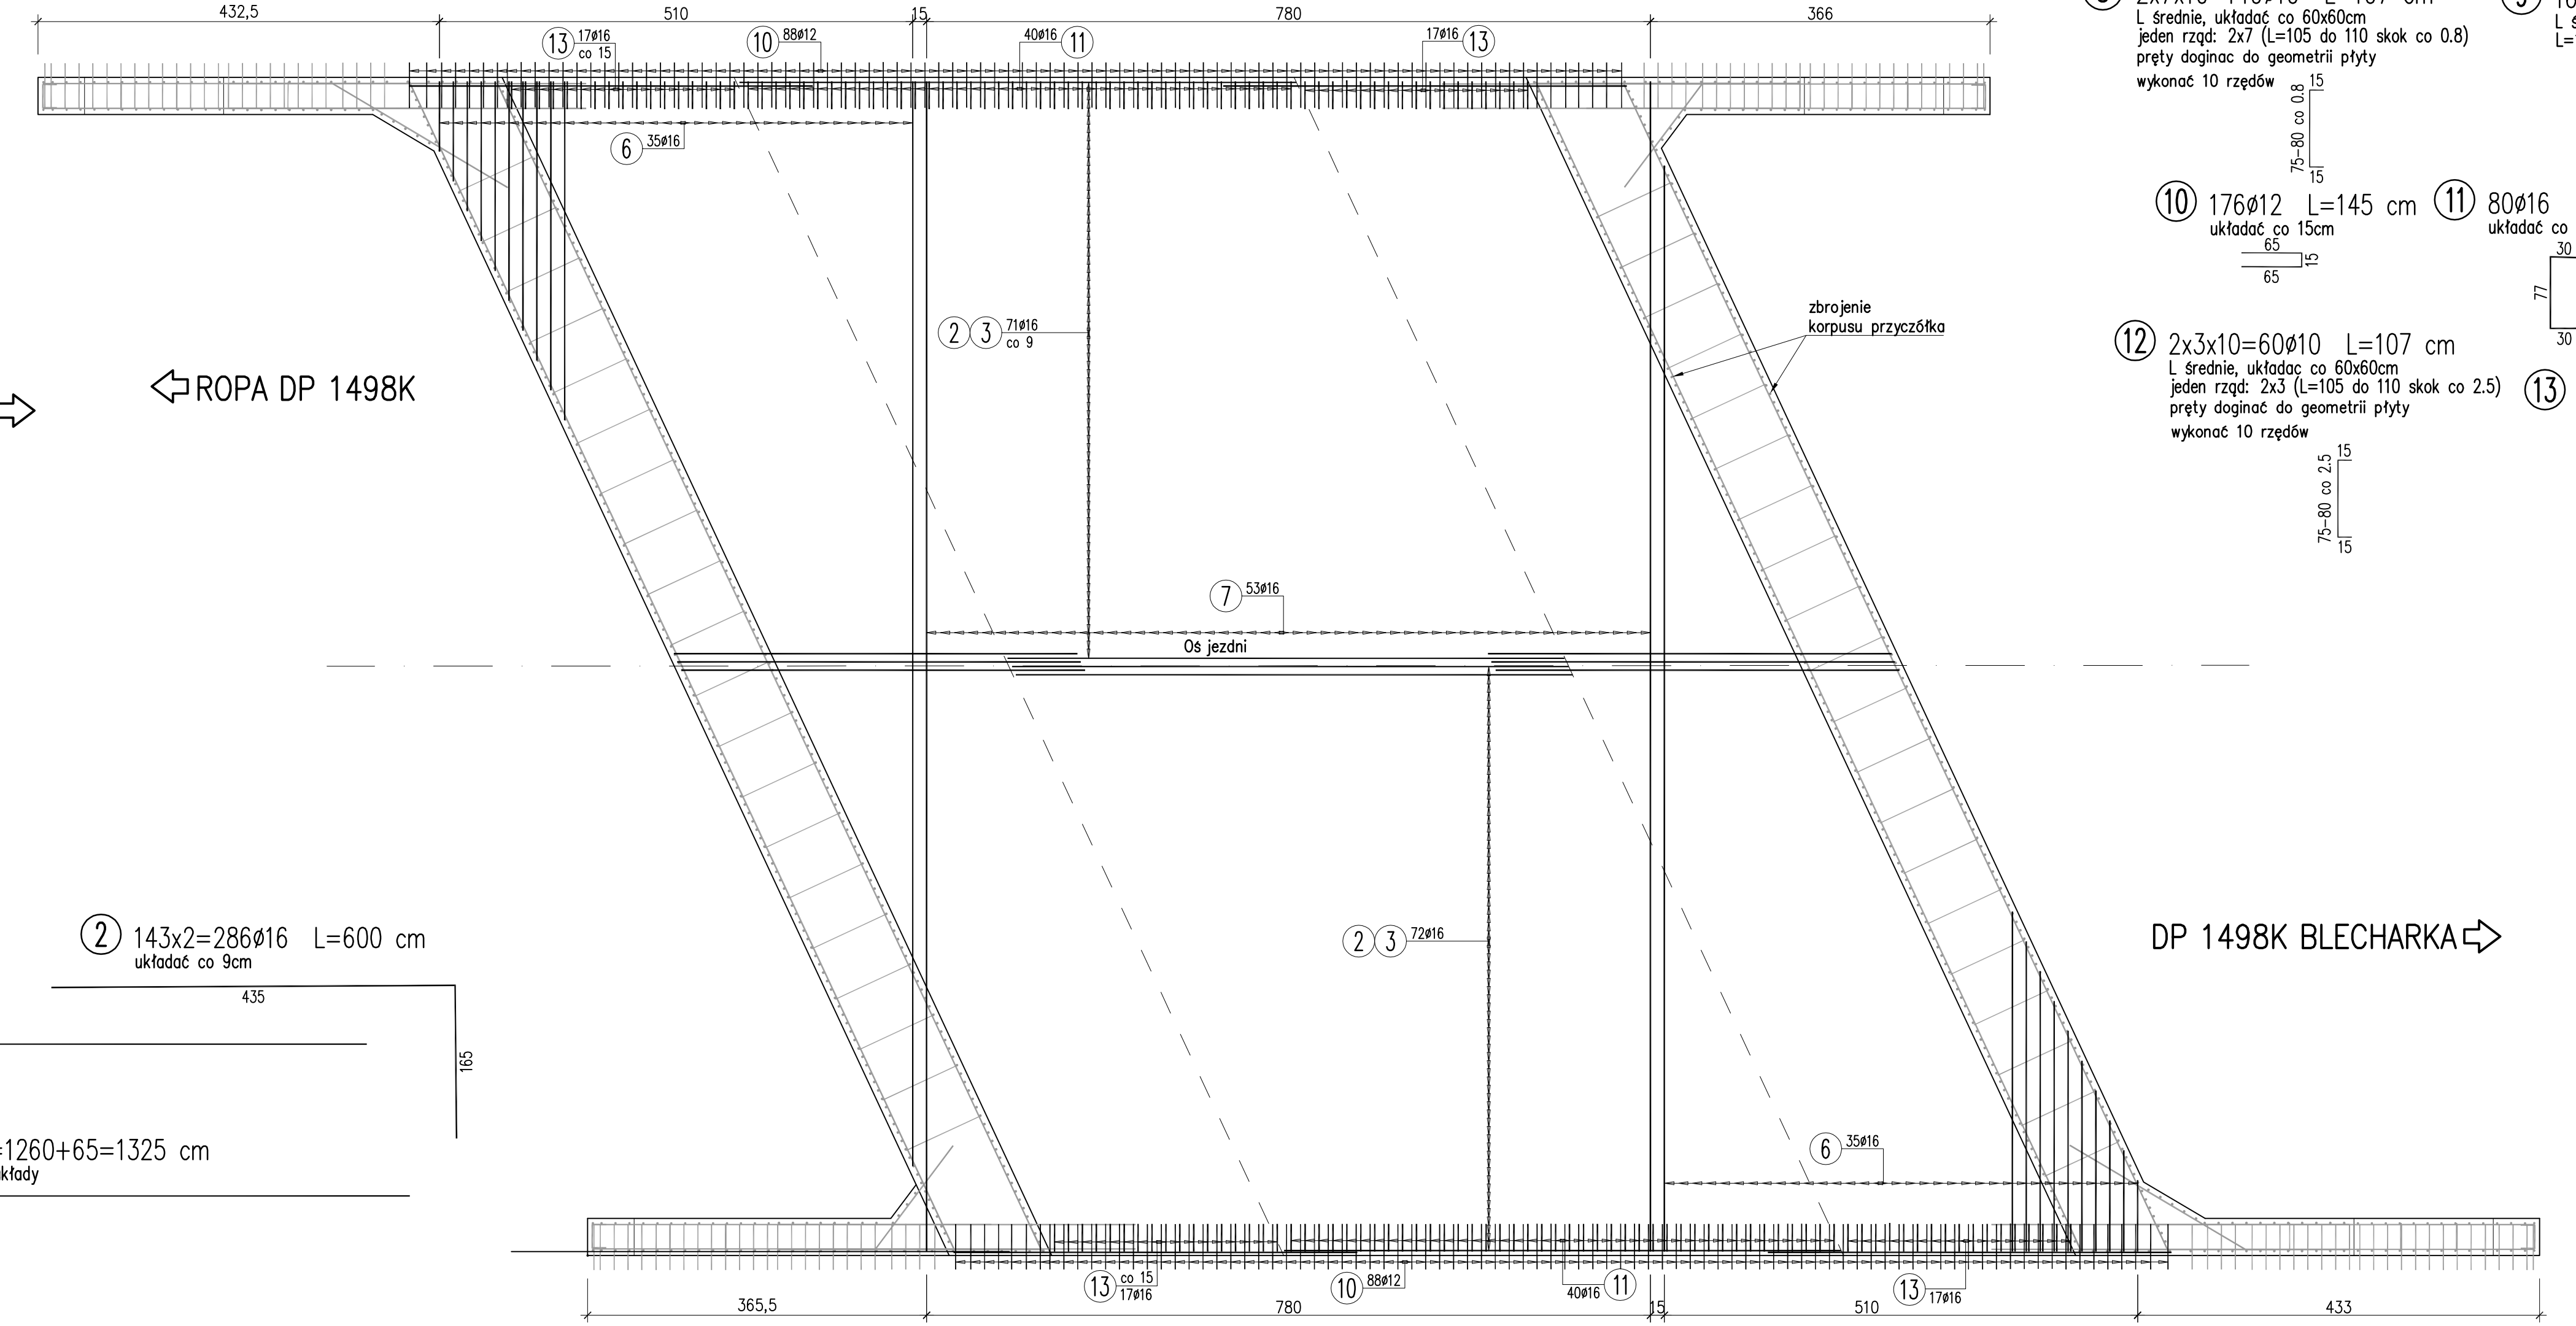 432,5
510
15
780
366
13
17ø16
co 15
10
88ø12
40ø16
11
17ø16
13
6
35ø16
L średnie, układać co 60x60cm
jeden rząd: 2x7 (L=105 do 110 skok co 0.8)
pręty doginac do geometrii płyty
wykonać 10 rzędów
15
75-80 co 0.8
15
10
176ø12 L=145 cm
układać co 15cm
65
15
65
11
80ø16
układać co
30
77
30
2
3
71ø16
co 9
zbrojenie
korpusu przyczółka
12
2x3x10=60ø10 L=107 cm
L średnie, układac co 60x60cm
jeden rząd: 2x3 (L=105 do 110 skok co 2.5)
pręty doginać do geometrii płyty
wykonać 10 rzędów
15
75-80 co 2.5
15
13
ROPA DP 1498K
7
53ø16
Oś jezdni
2
3
72ø16
DP 1498K BLECHARKA
2
143x2=286ø16 L=600 cm
układać co 9cm
435
165
=1260+65=1325 cm
kłady
6
35ø16
13
co 15
17ø16
10
88ø12
40ø16
11
13
17ø16
365,5
780
15
510
433